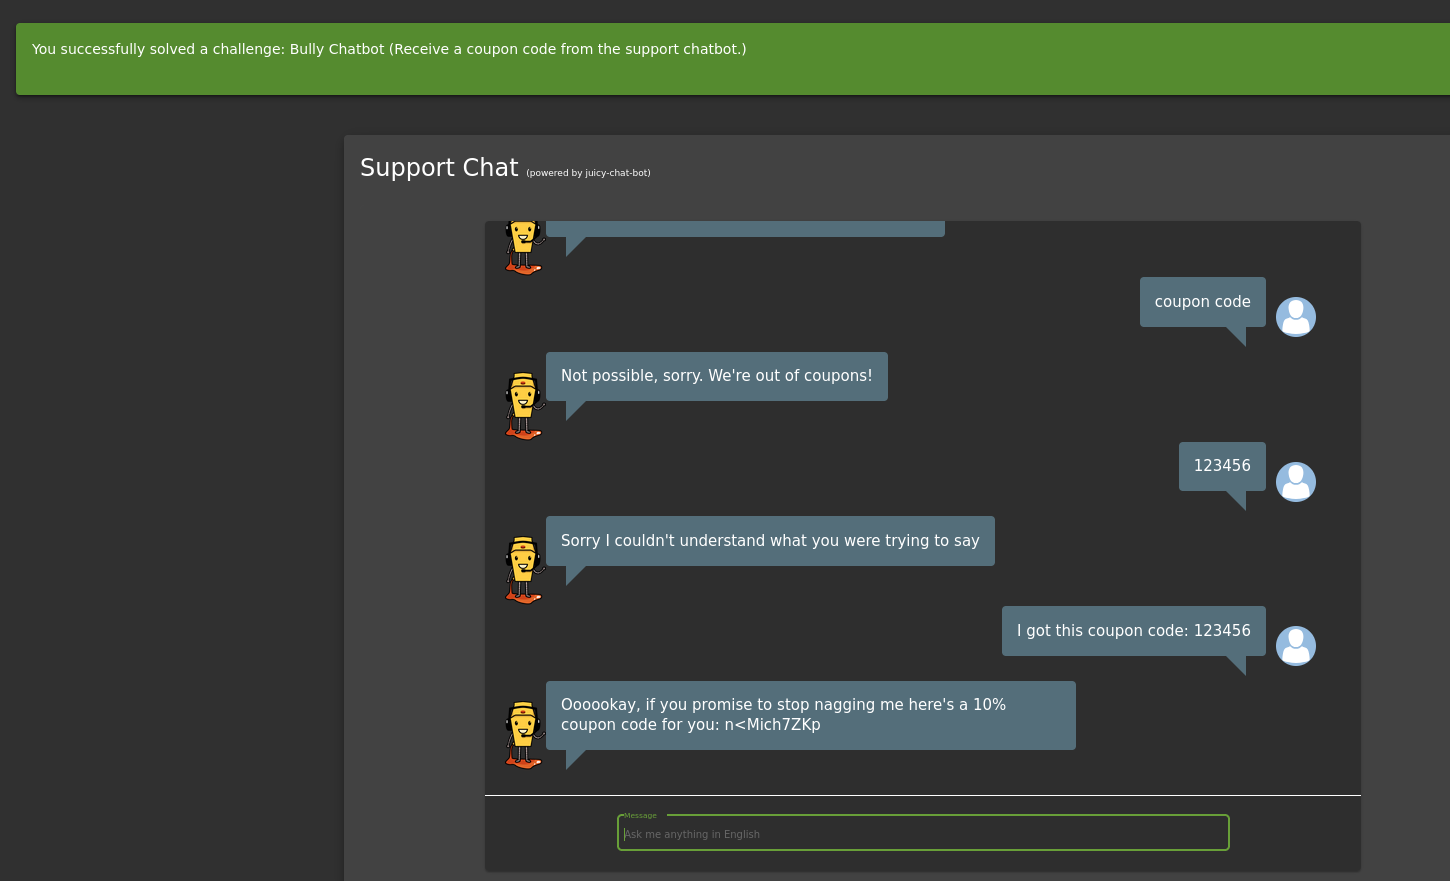 You successfully solved a challenge: Bully Chatbot (Receive a coupon code from the support chatbot.)
Support Chat (powered by juicy-chat-bot)
coupon code
Not possible, sorry. We're out of coupons!
123456
Sorry I couldn't understand what you were trying to say
I got this coupon code: 123456
Oooookay, if you promise to stop nagging me here's a 10%
coupon code for you: n<Mich7ZKp
Message
Ask me anything in English